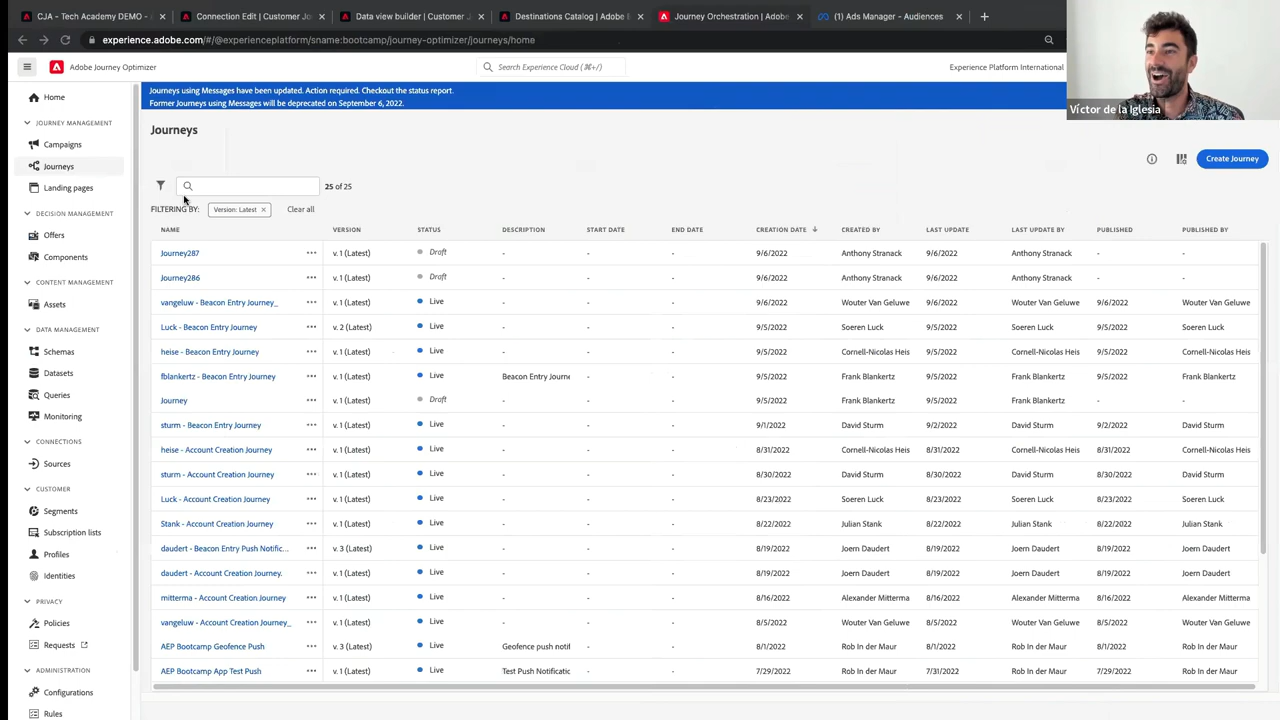 CJA - Tech Academy DEMO -
Connection Edit | Customer Jo
Data view builder | Customer J
Destinations Catalog | Adobe E
Journey Orchestration | Adobe
(1) Ads Manager - Audiences
experience.adobe.com/#/@experienceplatform/sname:bootcamp/journey-optimizer/journeys/home
Adobe Journey Optimizer
Search Experience Cloud (⌘+/)
Experience Platform International
Víctor de la Iglesia
Home
JOURNEY MANAGEMENT
Campaigns
Journeys
Landing pages
DECISION MANAGEMENT
Offers
Components
CONTENT MANAGEMENT
Assets
DATA MANAGEMENT
Schemas
Datasets
Queries
Monitoring
CONNECTIONS
Sources
CUSTOMER
Segments
Subscription lists
Profiles
Identities
PRIVACY
Policies
Requests
ADMINISTRATION
Configurations
Rules
Journeys using Messages have been updated. Action required. Checkout the status report.
Former Journeys using Messages will be deprecated on September 6, 2022.
Journeys
Create Journey
25 of 25
FILTERING BY: Version: Latest × Clear all
NAME VERSION STATUS DESCRIPTION START DATE END DATE CREATION DATE ↓ CREATED BY LAST UPDATE LAST UPDATE BY PUBLISHED PUBLISHED BY
Journey287 ••• v. 1 (Latest) Draft - - - 9/6/2022 Anthony Stranack 9/6/2022 Anthony Stranack - -
Journey286 ••• v. 1 (Latest) Draft - - - 9/6/2022 Anthony Stranack 9/6/2022 Anthony Stranack - -
vangeluw - Beacon Entry Journey_ ••• v. 1 (Latest) Live - - - 9/6/2022 Wouter Van Geluwe 9/6/2022 Wouter Van Geluwe 9/6/2022 Wouter Van Geluwe
Luck - Beacon Entry Journey ••• v. 2 (Latest) Live - - - 9/5/2022 Soeren Luck 9/5/2022 Soeren Luck 9/5/2022 Soeren Luck
heise - Beacon Entry Journey ••• v. 1 (Latest) Live - - - 9/5/2022 Cornell-Nicolas Heis 9/5/2022 Cornell-Nicolas Heis 9/5/2022 Cornell-Nicolas Heis
fblankertz - Beacon Entry Journey ••• v. 1 (Latest) Live Beacon Entry Journe - - 9/5/2022 Frank Blankertz 9/5/2022 Frank Blankertz 9/5/2022 Frank Blankertz
Journey ••• v. 1 (Latest) Draft - - - 9/5/2022 Frank Blankertz 9/5/2022 Frank Blankertz - -
sturm - Beacon Entry Journey ••• v. 1 (Latest) Live - - - 9/1/2022 David Sturm 9/2/2022 David Sturm 9/2/2022 David Sturm
heise - Account Creation Journey ••• v. 1 (Latest) Live - - - 8/31/2022 Cornell-Nicolas Heis 8/31/2022 Cornell-Nicolas Heis 8/31/2022 Cornell-Nicolas Heis
sturm - Account Creation Journey ••• v. 1 (Latest) Live - - - 8/30/2022 David Sturm 8/30/2022 David Sturm 8/30/2022 David Sturm
Luck - Account Creation Journey ••• v. 1 (Latest) Live - - - 8/23/2022 Soeren Luck 8/23/2022 Soeren Luck 8/23/2022 Soeren Luck
Stank - Account Creation Journey ••• v. 1 (Latest) Live - - - 8/22/2022 Julian Stank 8/22/2022 Julian Stank 8/22/2022 Julian Stank
daudert - Beacon Entry Push Notific... ••• v. 3 (Latest) Live - - - 8/19/2022 Joern Daudert 8/19/2022 Joern Daudert 8/19/2022 Joern Daudert
daudert - Account Creation Journey. ••• v. 1 (Latest) Live - - - 8/19/2022 Joern Daudert 8/19/2022 Joern Daudert 8/19/2022 Joern Daudert
mitterma - Account Creation Journey ••• v. 1 (Latest) Live - - - 8/16/2022 Alexander Mitterma 8/16/2022 Alexander Mitterma 8/16/2022 Alexander Mitterma
vangeluw - Account Creation Journey_ ••• v. 1 (Latest) Live - - - 8/5/2022 Wouter Van Geluwe 8/5/2022 Wouter Van Geluwe 8/5/2022 Wouter Van Geluwe
AEP Bootcamp Geofence Push ••• v. 3 (Latest) Live Geofence push notif - - 8/1/2022 Rob In der Maur 8/1/2022 Rob In der Maur 8/1/2022 Rob In der Maur
AEP Bootcamp App Test Push ••• v. 1 (Latest) Live Test Push Notificatio - - 7/29/2022 Rob In der Maur 7/31/2022 Rob In der Maur 7/29/2022 Rob In der Maur